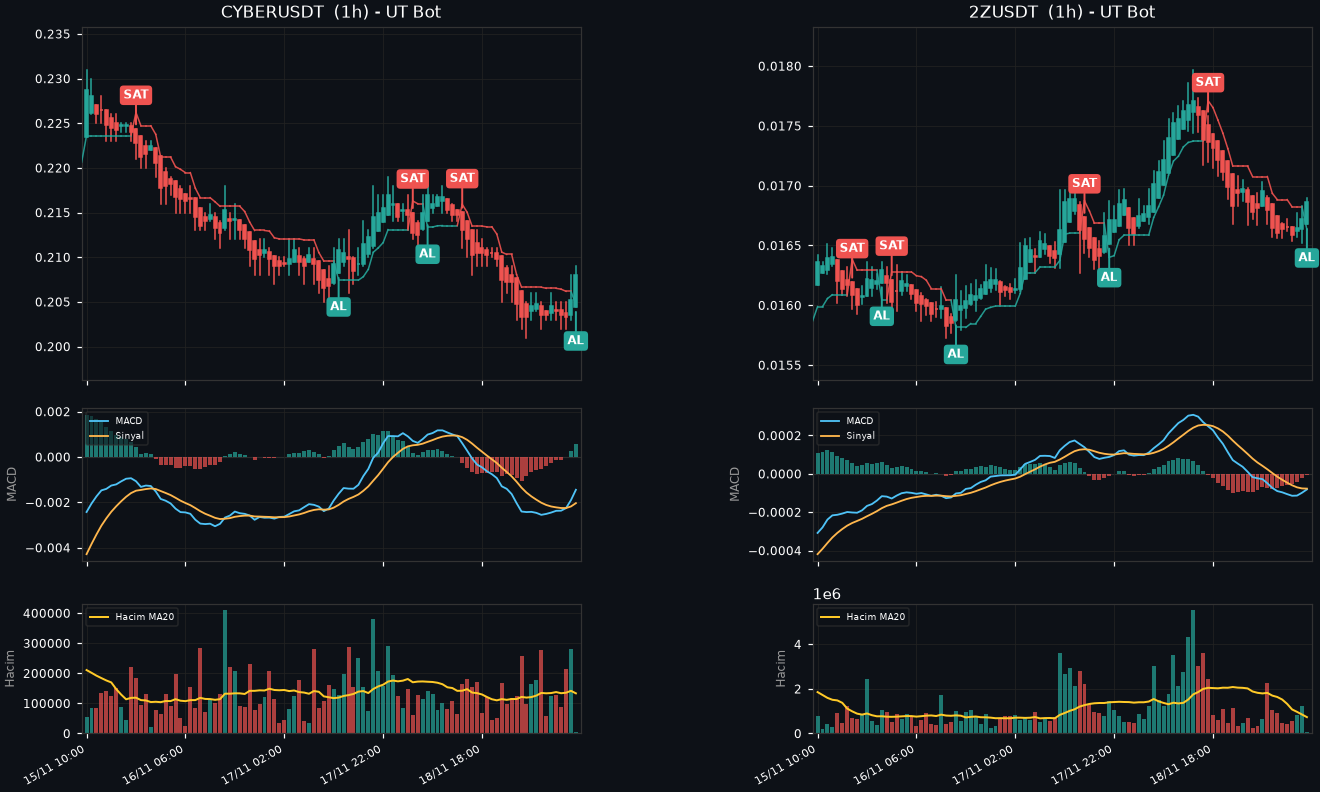 CYBERUSDT  (1h) - UT Bot
0.235
0.230
0.225
0.220
0.215
0.210
0.205
0.200
SAT
SAT
SAT
AL
AL
AL
0.002
0.000
−0.002
−0.004
MACD
MACD
Sinyal
400000
300000
200000
100000
0
Hacim
Hacim MA20
15/11 10:00
16/11 06:00
17/11 02:00
17/11 22:00
18/11 18:00
2ZUSDT  (1h) - UT Bot
0.0180
0.0175
0.0170
0.0165
0.0160
0.0155
SAT
SAT
SAT
SAT
AL
AL
AL
AL
0.0002
0.0000
−0.0002
−0.0004
MACD
MACD
Sinyal
1e6
4
2
0
Hacim
Hacim MA20
15/11 10:00
16/11 06:00
17/11 02:00
17/11 22:00
18/11 18:00